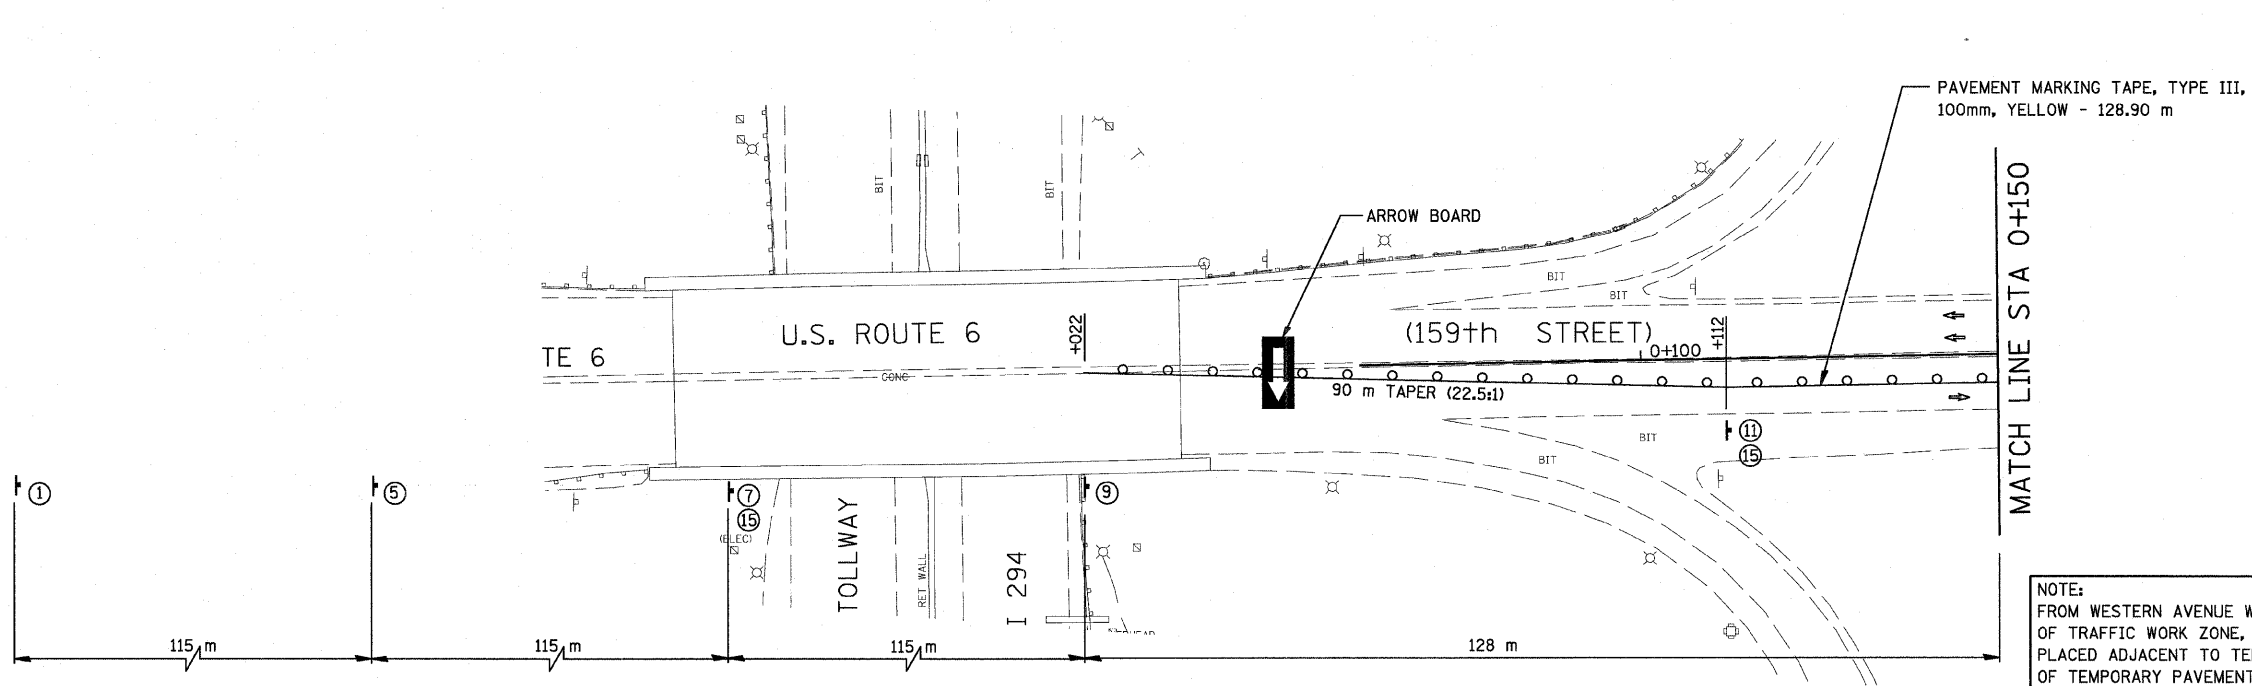 PAVEMENT MARKING TAPE, TYPE III,
100mm, YELLOW - 128.90 m
ARROW BOARD
BIT
BIT
BIT
BIT
U.S. ROUTE 6
+022
(159th STREET)
0+100
+112
TE 6
CONC
90 m TAPER (22.5:1)
MATCH LINE STA 0+150
BIT
BIT
11
15
1
5
7
15
9
(ELEC)
TOLLWAY
RET WALL
I 294
115 m
115 m
115 m
128 m
NOTE:
FROM WESTERN AVENUE W
OF TRAFFIC WORK ZONE,
PLACED ADJACENT TO TE
OF TEMPORARY PAVEMENT